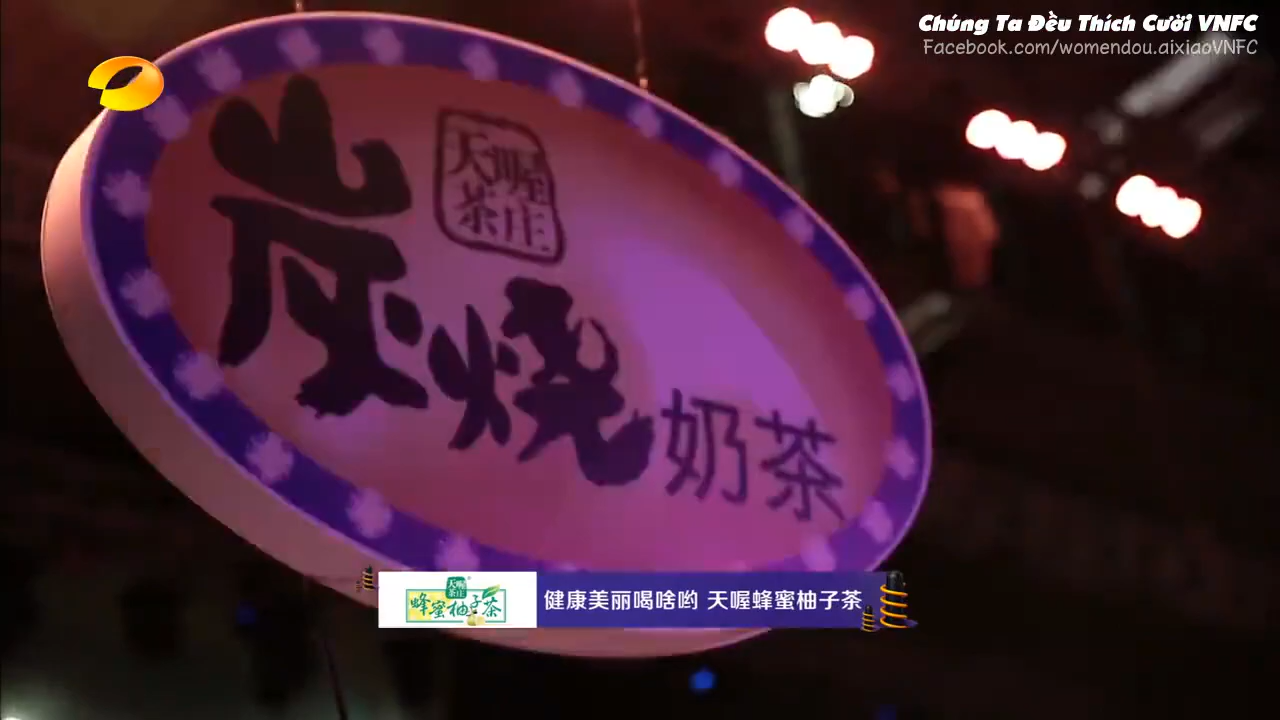 Chúng Ta Đều Thích Cười VNFC
Facebook.com/womendou.aixiaoVNFC
天喔
茶庄
炭烧奶茶
天喔
茶庄
蜂蜜柚子茶
健康美丽喝啥哟 天喔蜂蜜柚子茶